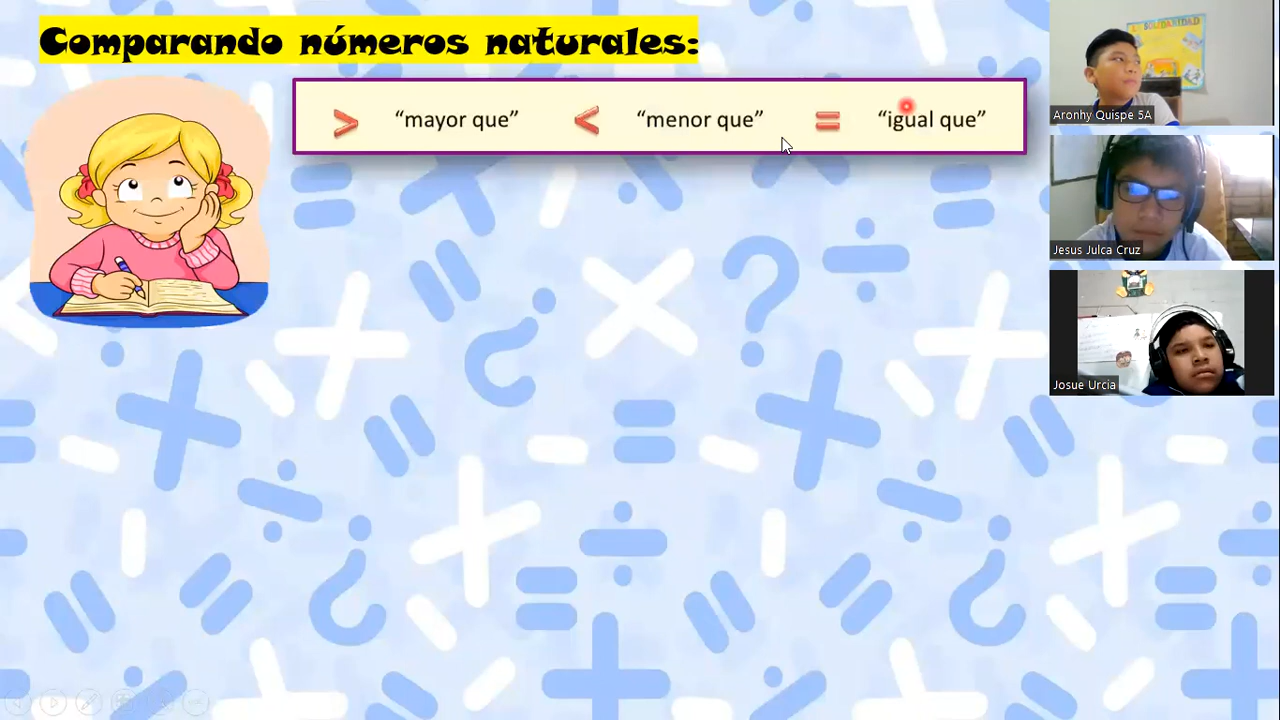 Comparando números naturales:
> “mayor que” < “menor que” = “igual que”
Aronhy Quispe 5A
Jesus Julca Cruz
Josue Urcia